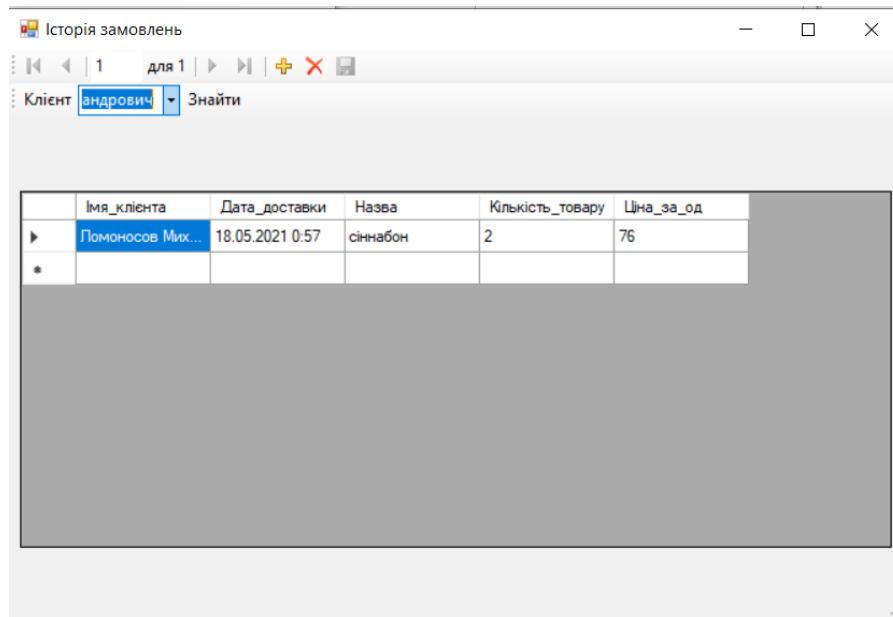 Історія замовлень
1 для 1
Клієнт андрович Знайти
Імя_клієнта Дата_доставки Назва Кількість_товару Ціна_за_од
Ломоносов Мих... 18.05.2021 0:57 сіннабон 2 76